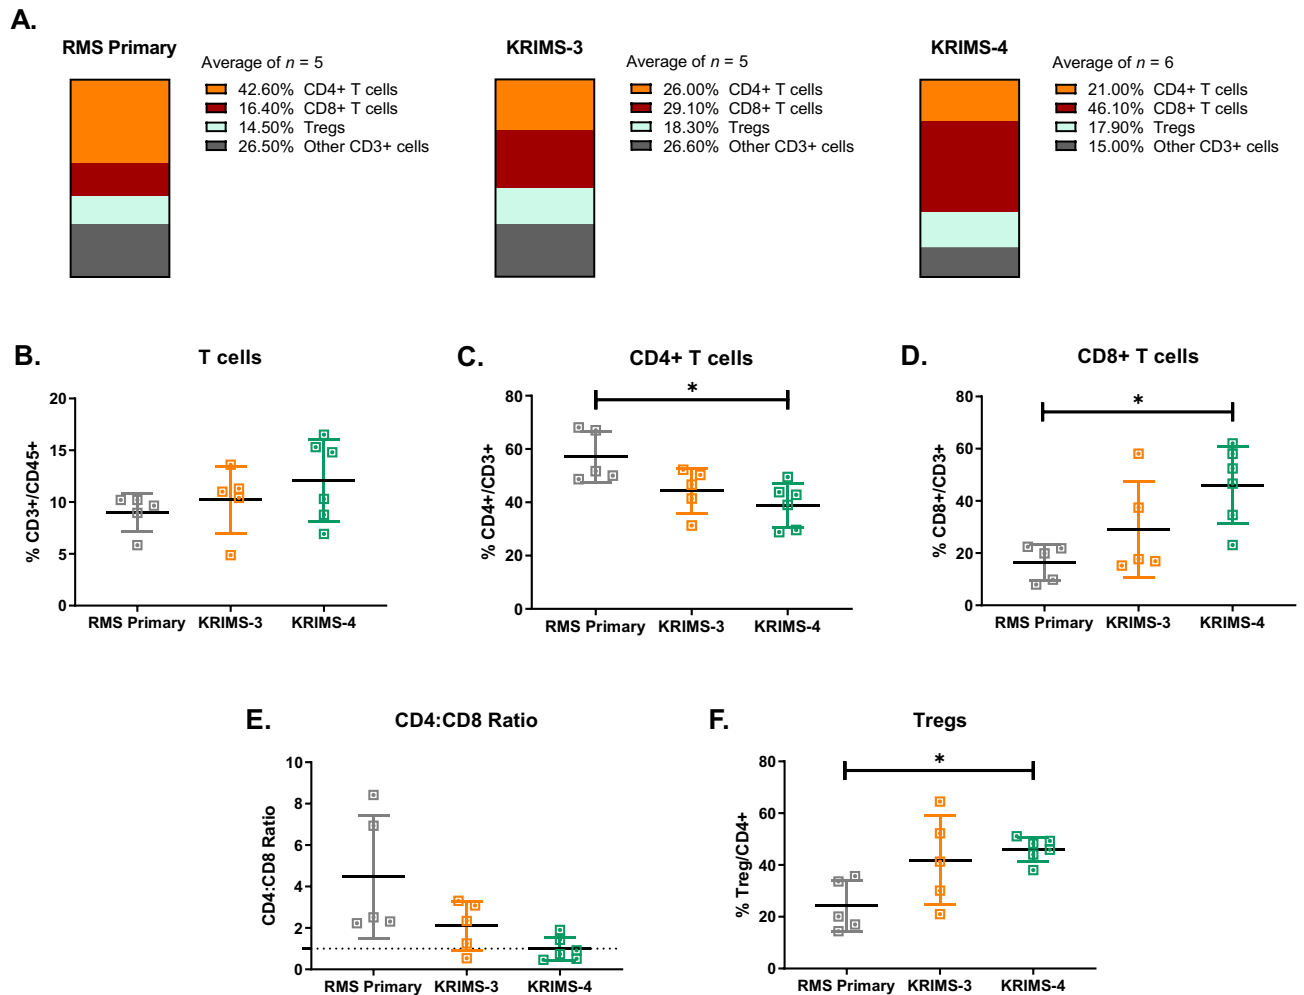 A.
RMS Primary
Average of n = 5
42.60% CD4+ T cells
16.40% CD8+ T cells
14.50% Tregs
26.50% Other CD3+ cells
KRIMS-3
Average of n = 5
26.00% CD4+ T cells
29.10% CD8+ T cells
18.30% Tregs
26.60% Other CD3+ cells
KRIMS-4
Average of n = 6
21.00% CD4+ T cells
46.10% CD8+ T cells
17.90% Tregs
15.00% Other CD3+ cells
B.
T cells
% CD3+/CD45+
20
15
10
5
0
RMS Primary KRIMS-3 KRIMS-4
C.
CD4+ T cells
*
% CD4+/CD3+
80
60
40
20
0
RMS Primary KRIMS-3 KRIMS-4
D.
CD8+ T cells
*
% CD8+/CD3+
80
60
40
20
0
RMS Primary KRIMS-3 KRIMS-4
E.
CD4:CD8 Ratio
CD4:CD8 Ratio
10
8
6
4
2
0
RMS Primary KRIMS-3 KRIMS-4
F.
Tregs
*
% Treg/CD4+
80
60
40
20
0
RMS Primary KRIMS-3 KRIMS-4